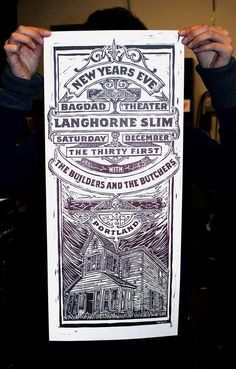 NEW YEARS EVE
BAGDAD THEATER
LANGHORNE SLIM
SATURDAY DECEMBER
THE THIRTY FIRST
WITH
THE BUILDERS AND THE BUTCHERS
PORTLAND